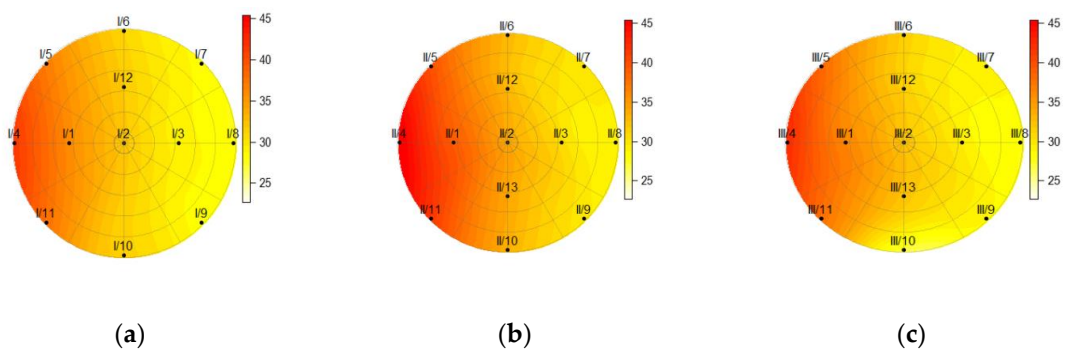 I/6
I/5
I/7
I/12
I/4
I/1
I/2
I/3
I/8
I/11
I/9
I/10
45
40
35
30
25
(a)
II/6
II/5
II/7
II/12
II/4
II/1
II/2
II/3
II/8
II/13
II/11
II/9
II/10
45
40
35
30
25
(b)
III/6
III/5
III/7
III/12
III/4
III/1
III/2
III/3
III/8
III/13
III/11
III/9
III/10
45
40
35
30
25
(c)